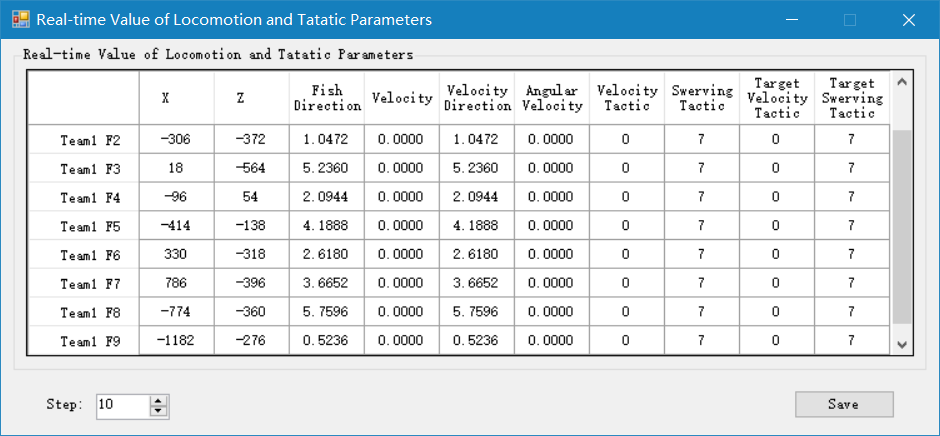 Real-time Value of Locomotion and Tatatic Parameters
Real-time Value of Locomotion and Tatatic Parameters
X Z Fish Direction Velocity Velocity Direction Angular Velocity Velocity Tactic Swerving Tactic Target Velocity Tactic Target Swerving Tactic
Team1 F2 -306 -372 1.0472 0.0000 1.0472 0.0000 0 7 0 7
Team1 F3 18 -564 5.2360 0.0000 5.2360 0.0000 0 7 0 7
Team1 F4 -96 54 2.0944 0.0000 2.0944 0.0000 0 7 0 7
Team1 F5 -414 -138 4.1888 0.0000 4.1888 0.0000 0 7 0 7
Team1 F6 330 -318 2.6180 0.0000 2.6180 0.0000 0 7 0 7
Team1 F7 786 -396 3.6652 0.0000 3.6652 0.0000 0 7 0 7
Team1 F8 -774 -360 5.7596 0.0000 5.7596 0.0000 0 7 0 7
Team1 F9 -1182 -276 0.5236 0.0000 0.5236 0.0000 0 7 0 7
Step: 10 Save